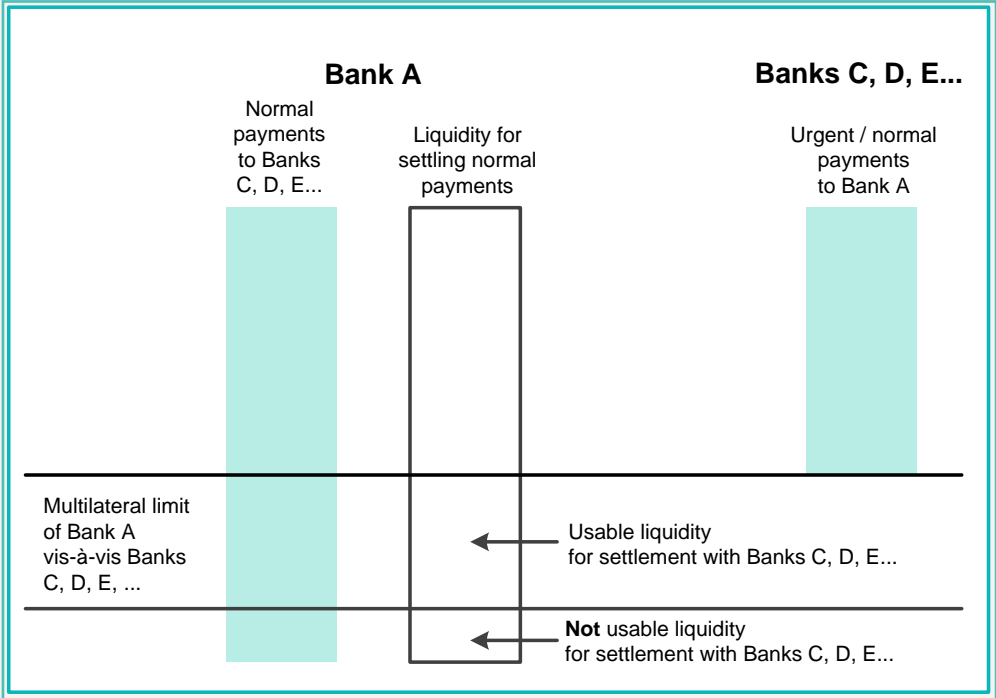 Bank A
Banks C, D, E...
Normal
payments
to Banks
C, D, E...
Liquidity for
settling normal
payments
Urgent / normal
payments
to Bank A
Multilateral limit
of Bank A
vis-à-vis Banks
C, D, E, ...
Usable liquidity
for settlement with Banks C, D, E...
Not usable liquidity
for settlement with Banks C, D, E...